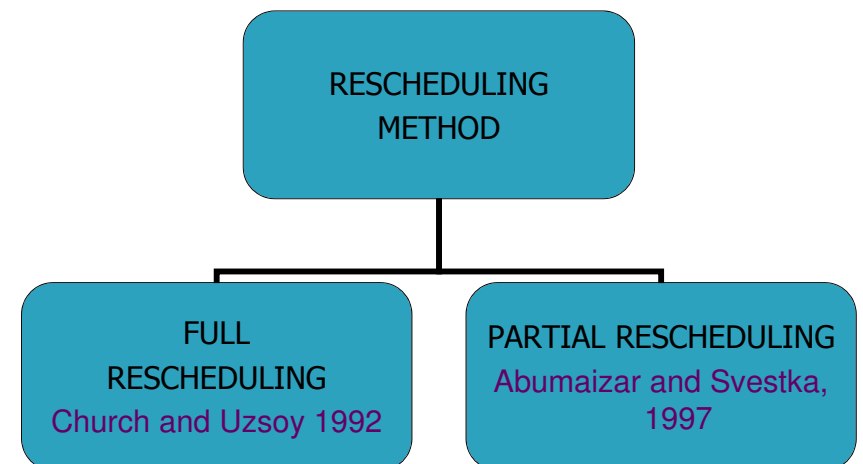 RESCHEDULING
METHOD
FULL
RESCHEDULING
Church and Uzsoy 1992
PARTIAL RESCHEDULING
Abumaizar and Svestka,
1997